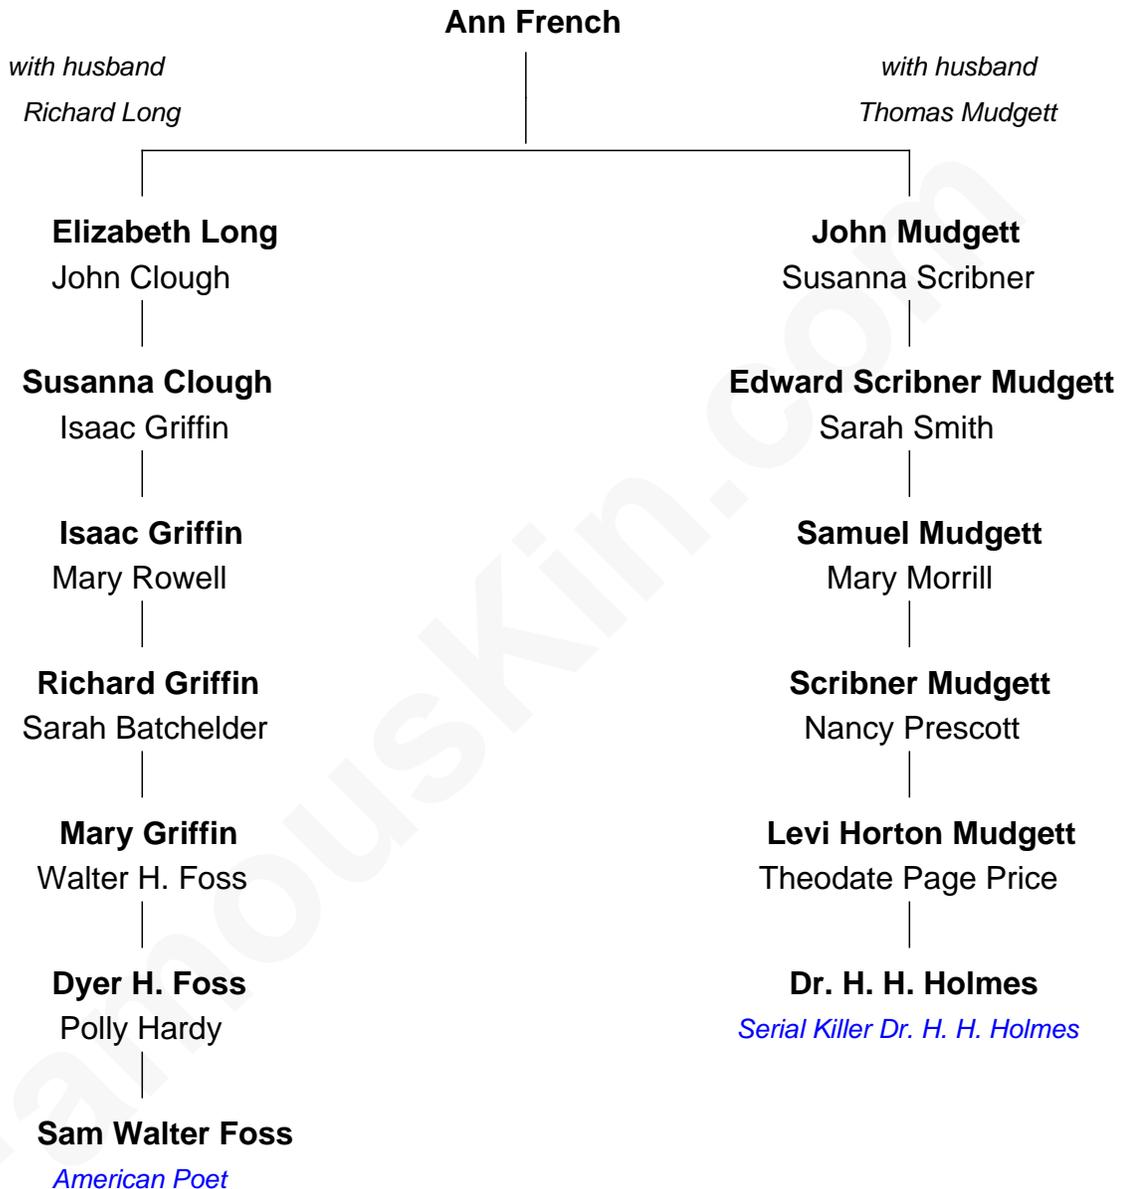 Ann French
with husband
Richard Long
with husband
Thomas Mudgett
Elizabeth Long
John Clough
John Mudgett
Susanna Scribner
Susanna Clough
Isaac Griffin
Edward Scribner Mudgett
Sarah Smith
Isaac Griffin
Mary Rowell
Samuel Mudgett
Mary Morrill
Richard Griffin
Sarah Batchelder
Scribner Mudgett
Nancy Prescott
Mary Griffin
Walter H. Foss
Levi Horton Mudgett
Theodate Page Price
Dyer H. Foss
Polly Hardy
Dr. H. H. Holmes
Serial Killer Dr. H. H. Holmes
Sam Walter Foss
American Poet
FamousKin.com